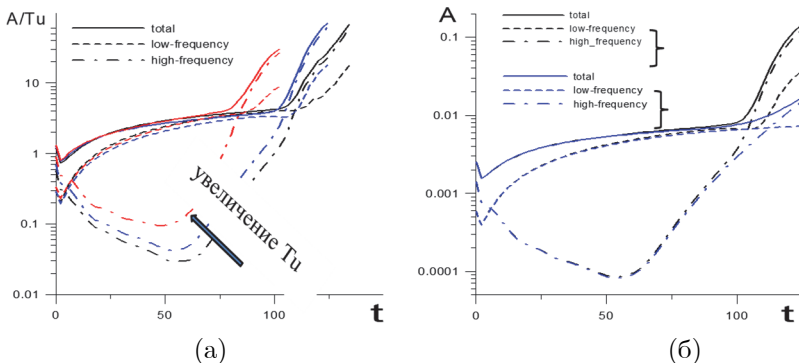 A/Tu
total
low-frequency
high-frequency
10
1
0.1
0.01
0
50
100
t
увеличение Tu
(а)
A
total
low-frequency
high_frequency
total
low-frequency
high-frequency
0.1
0.01
0.001
0.0001
0
50
100
t
(б)